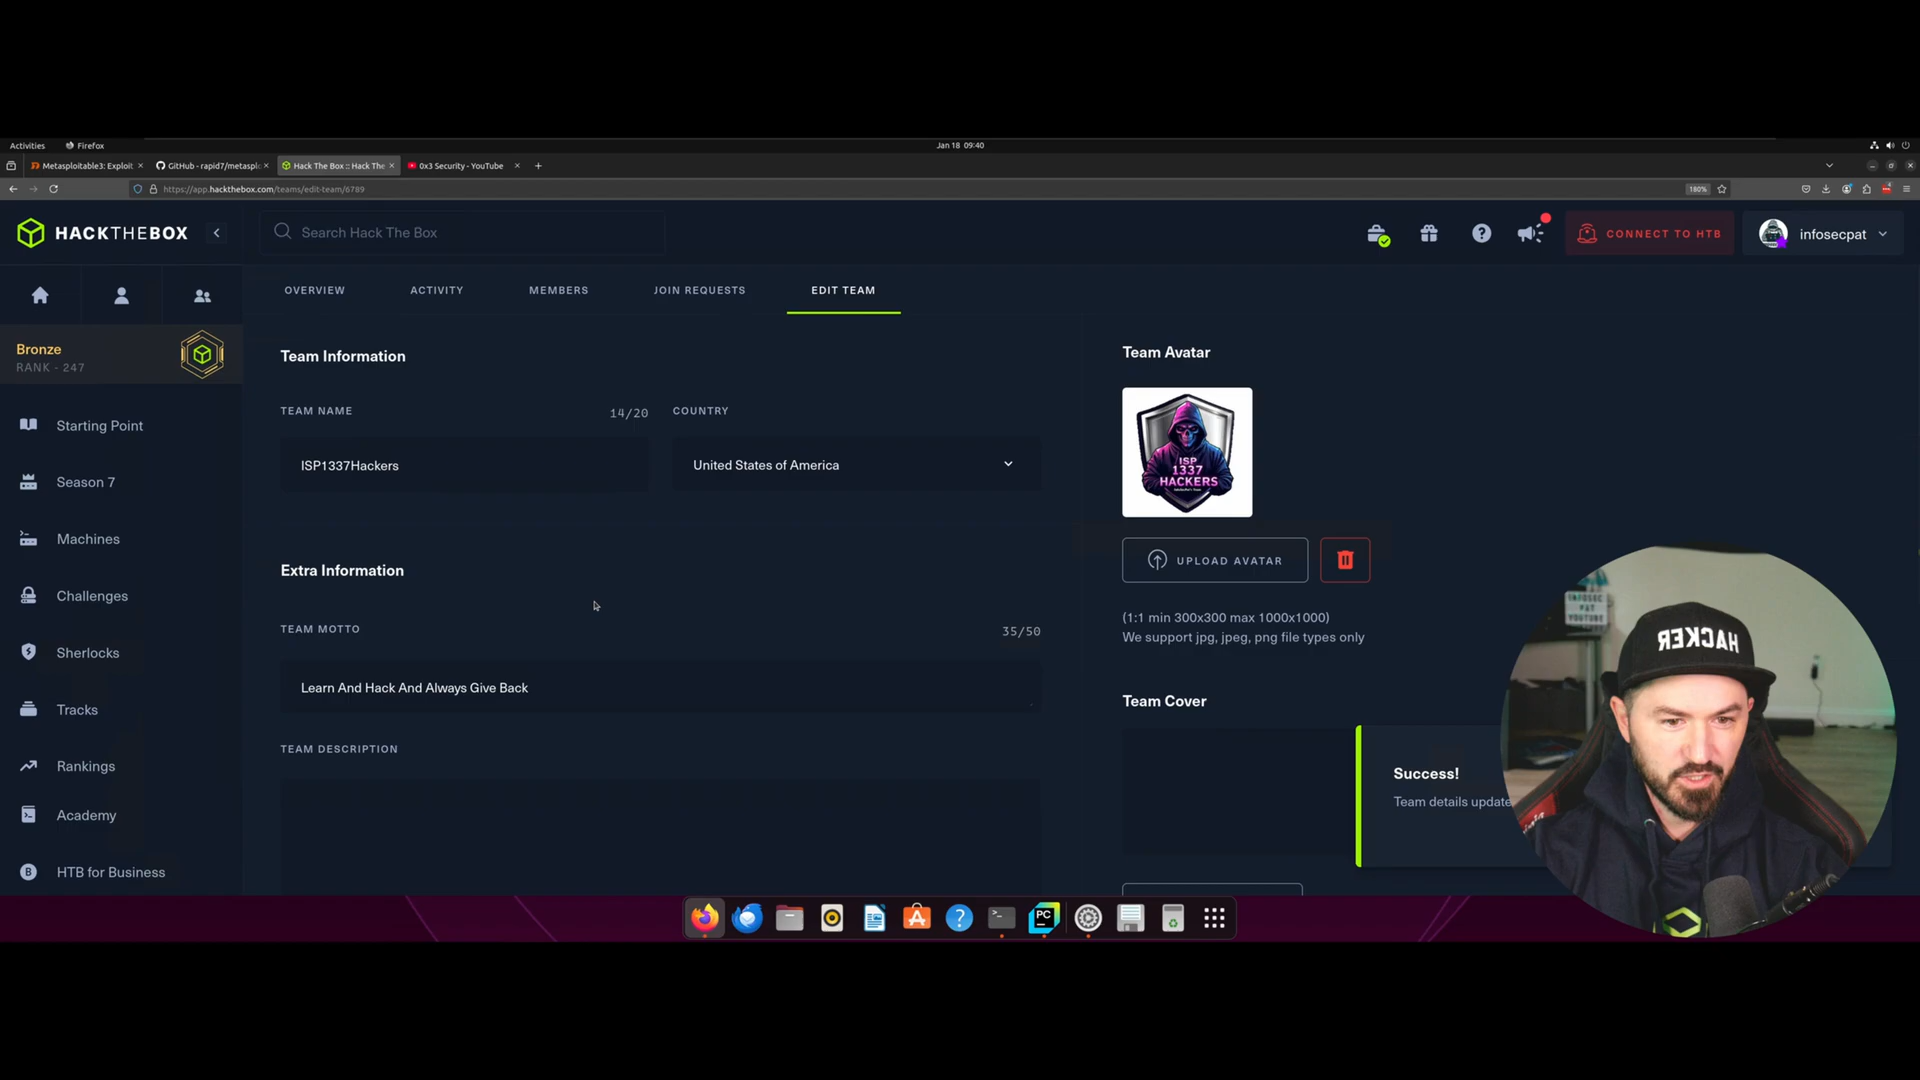 Activities
Firefox
Jan 18 09:40
Metasploitable3: Exploit
GitHub - rapid7/metasplo
Hack The Box :: Hack The
0x3 Security - YouTube
https://app.hackthebox.com/teams/edit-team/6789
180%
HACKTHEBOX
Search Hack The Box
CONNECT TO HTB
infosecpat
OVERVIEW
ACTIVITY
MEMBERS
JOIN REQUESTS
EDIT TEAM
Bronze
RANK - 247
Starting Point
Season 7
Machines
Challenges
Sherlocks
Tracks
Rankings
Academy
B
HTB for Business
Team Information
TEAM NAME
14/20
COUNTRY
ISP1337Hackers
United States of America
Extra Information
TEAM MOTTO
35/50
Learn And Hack And Always Give Back
TEAM DESCRIPTION
Team Avatar
ISP
1337
HACKERS
UPLOAD AVATAR
(1:1 min 300x300 max 1000x1000)
We support jpg, jpeg, png file types only
Team Cover
Success!
Team details update
INFOSEC
PAT
YOUTUBE
HACKER
PC